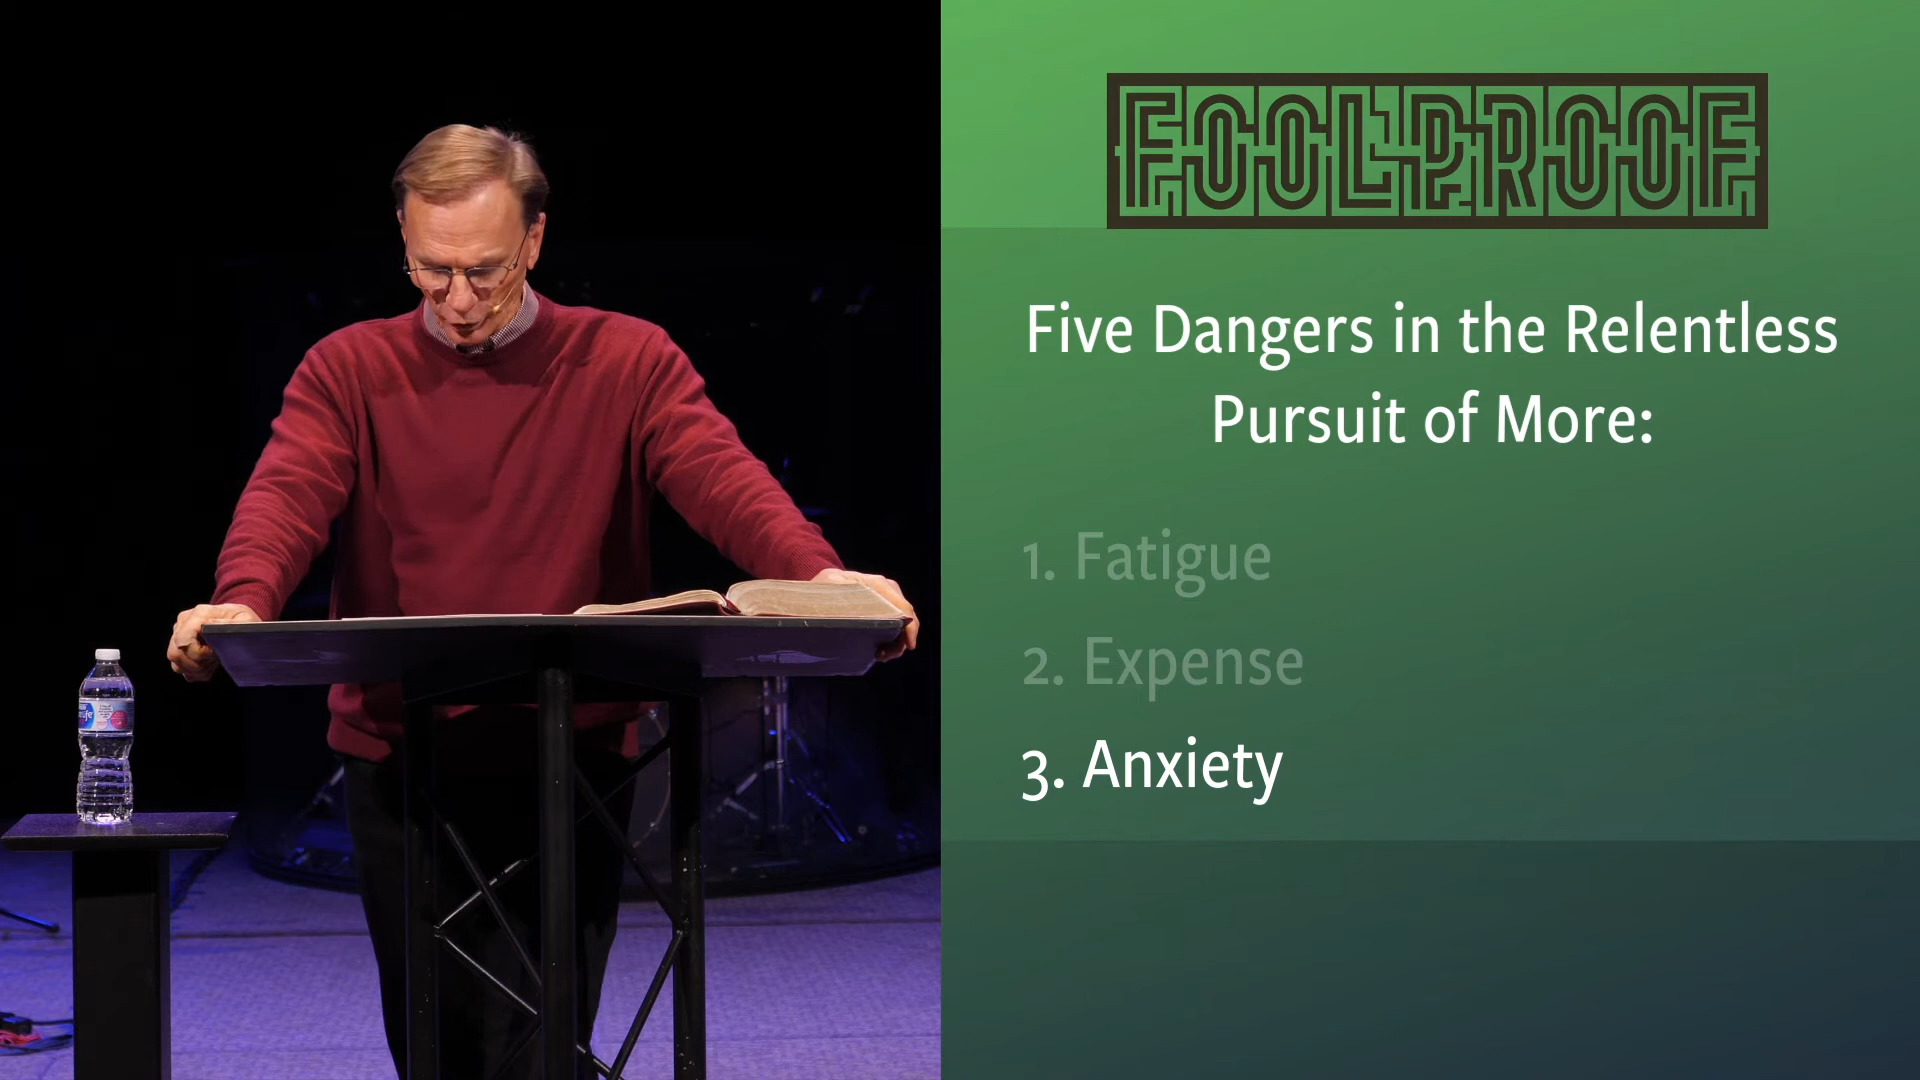 FOOLPROOF
Five Dangers in the Relentless
Pursuit of More:
1. Fatigue
2. Expense
3. Anxiety